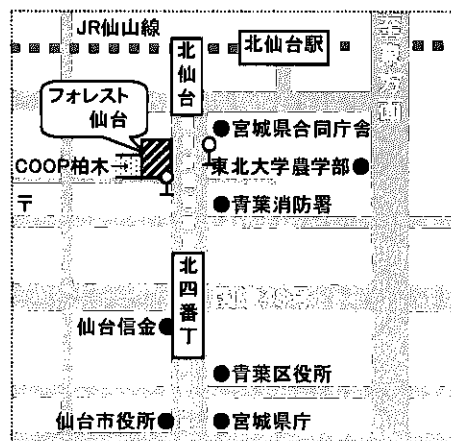 JR仙山線
北仙台
北仙台駅
フォレスト
仙台
●宮城県合同庁舎
COOP柏木→
東北大学農学部●
〒
●青葉消防署
北四番丁
仙台信金●
●青葉区役所
仙台市役所●
●宮城県庁